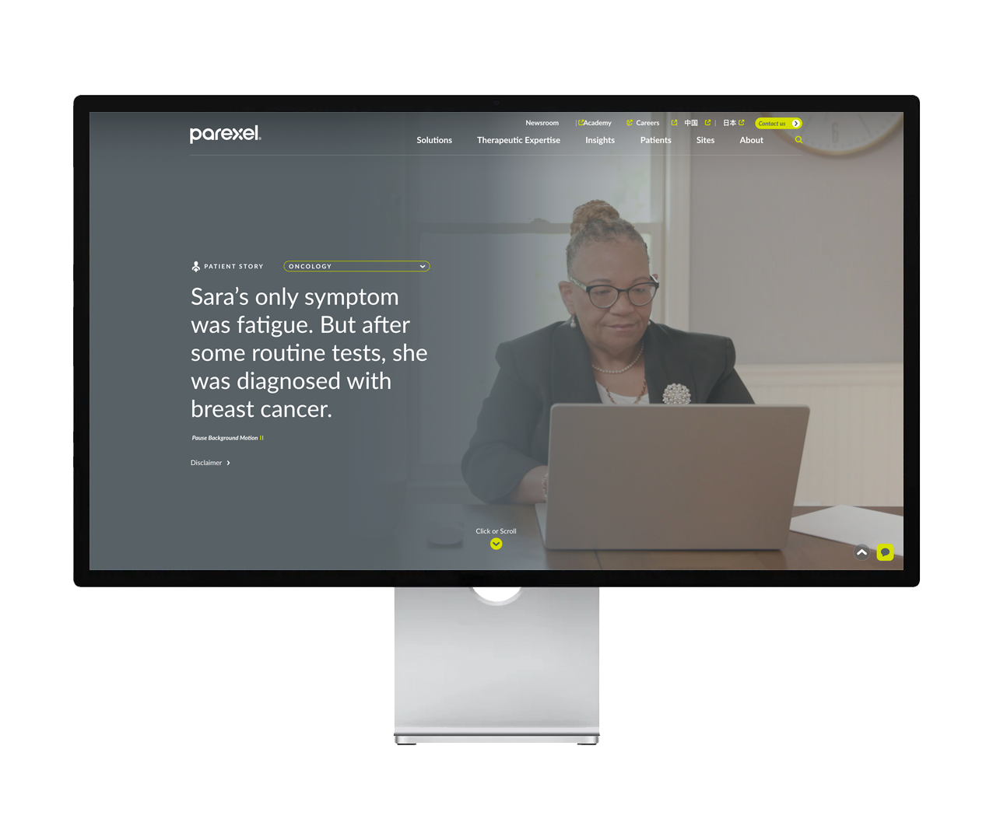 Newsroom | Academy Careers 中国 | 日本 Contact us
parexel®
Solutions Therapeutic Expertise Insights Patients Sites About
6
PATIENT STORY ONCOLOGY
Sara's only symptom
was fatigue. But after
some routine tests, she
was diagnosed with
breast cancer.
Pause Background Motion
Disclaimer
Click or Scroll